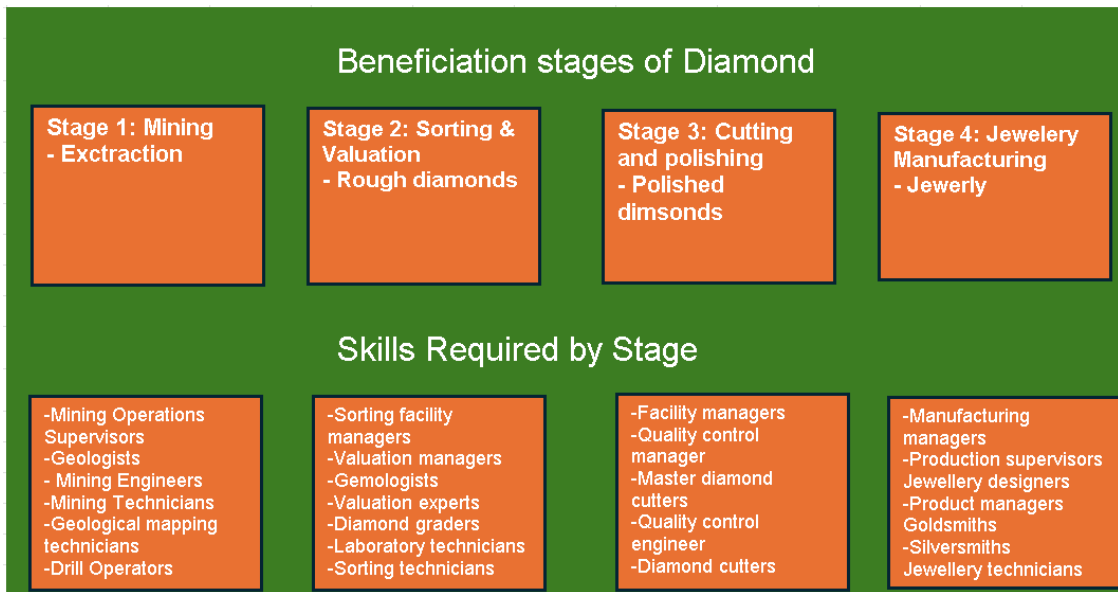 Beneficiation stages of Diamond
Stage 1: Mining
- Exctraction
Stage 2: Sorting &
Valuation
- Rough diamonds
Stage 3: Cutting
and polishing
- Polished
dimsonds
Stage 4: Jewelery
Manufacturing
- Jewerly
Skills Required by Stage
-Mining Operations
Supervisors
-Geologists
- Mining Engineers
-Mining Technicians
-Geological mapping
technicians
-Drill Operators
-Sorting facility
managers
-Valuation managers
-Gemologists
-Valuation experts
-Diamond graders
-Laboratory technicians
-Sorting technicians
-Facility managers
-Quality control
manager
-Master diamond
cutters
-Quality control
engineer
-Diamond cutters
-Manufacturing
managers
-Production supervisors
Jewellery designers
-Product managers
Goldsmiths
-Silversmiths
Jewellery technicians